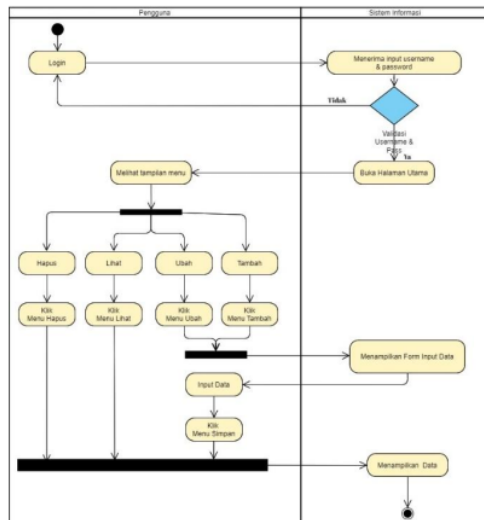 Pengguna
Sistem Informasi
Login
Menerima input username
& password
Tidak
Validasi
Username &
Pass
Ya
Melihat tampilan menu
Buka Halaman Utama
Hapus
Lihat
Ubah
Tambah
Klik
Menu Hapus
Klik
Menu Lihat
Klik
Menu Ubah
Klik
Menu Tambah
Menampilkan Form Input Data
Input Data
Klik
Menu Simpan
Menampilkan Data